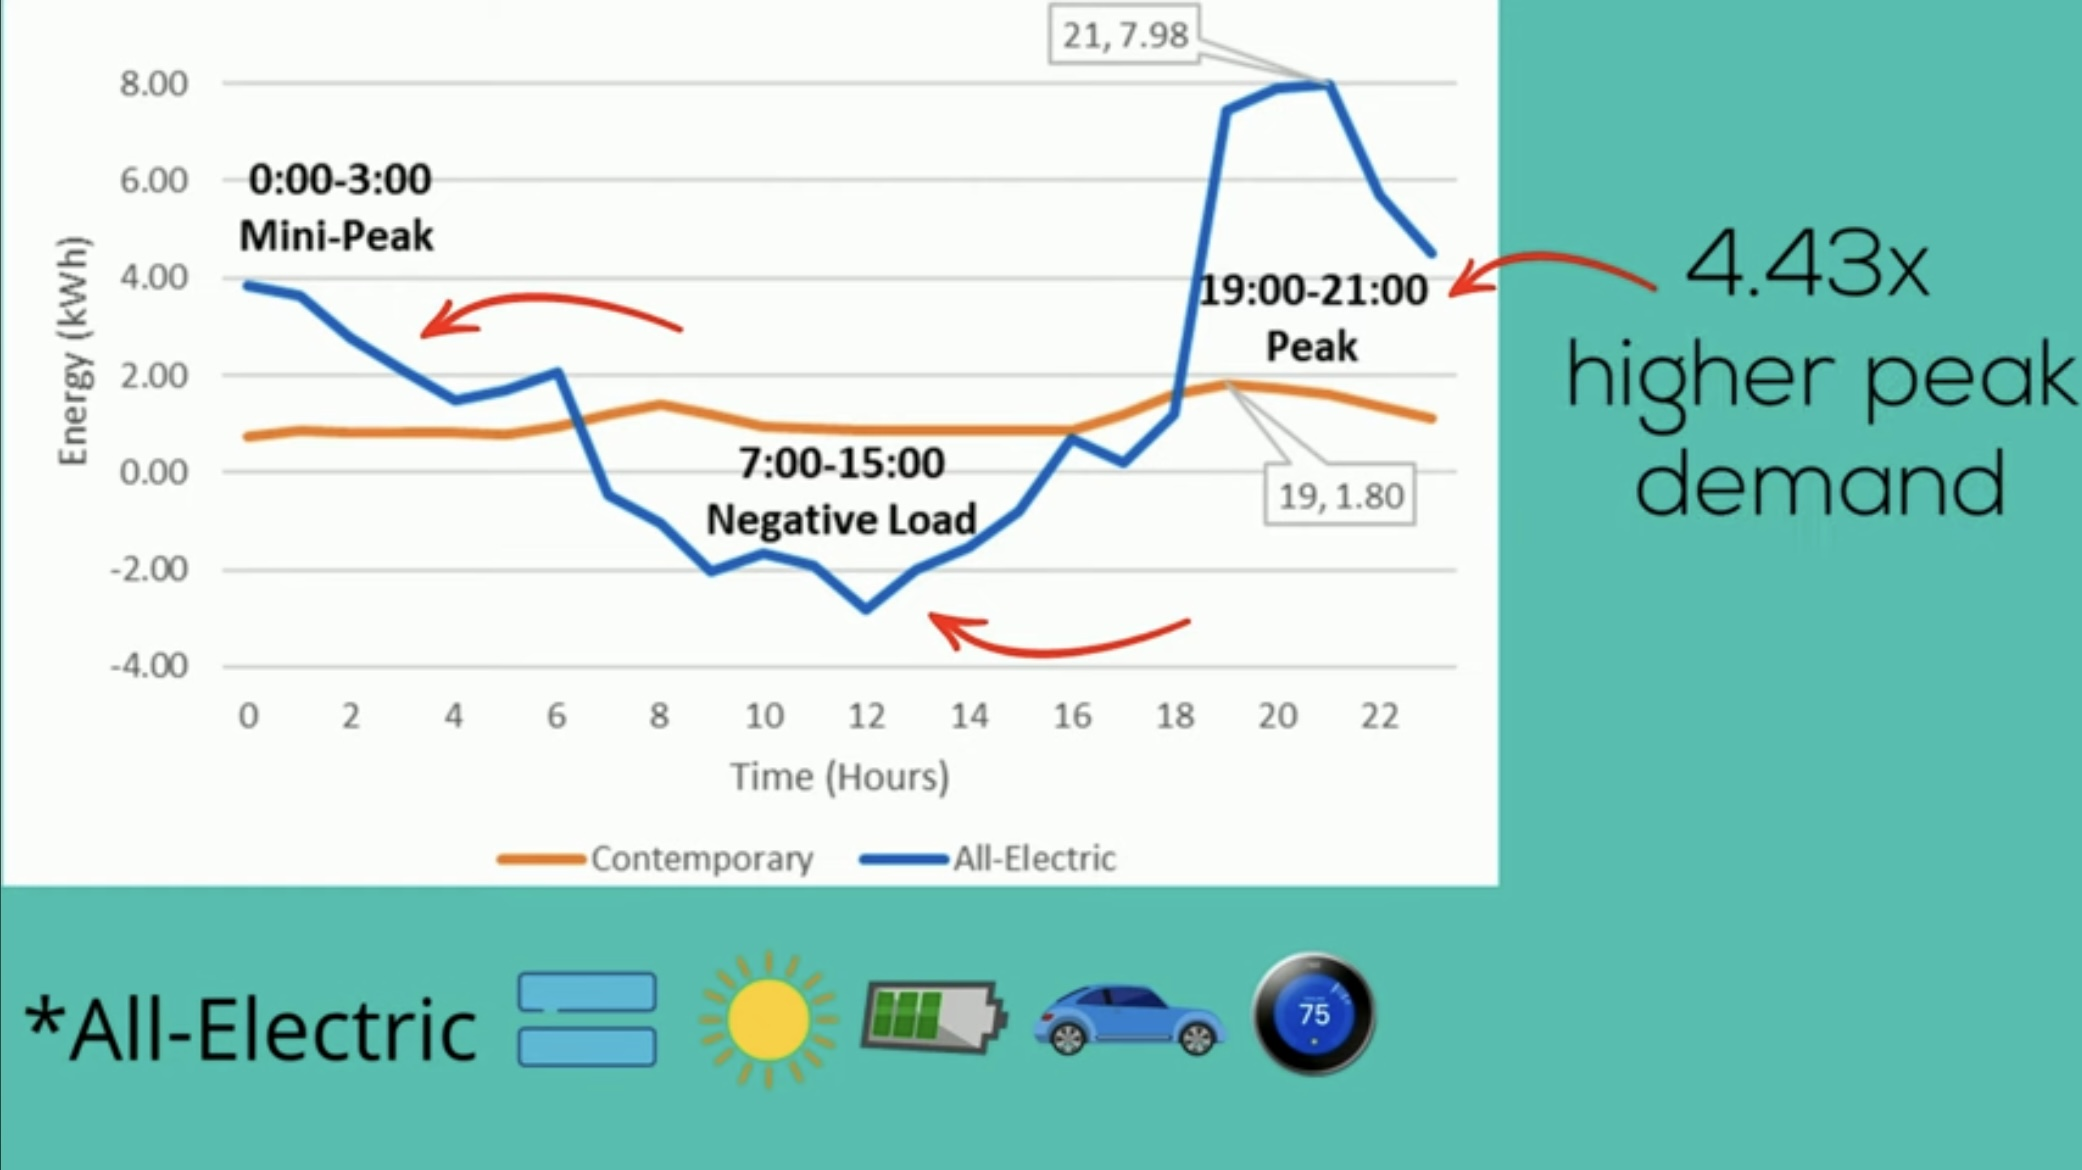 21, 7.98
8.00
6.00
4.00
2.00
0.00
-2.00
-4.00
Energy (kWh)
0:00-3:00
Mini-Peak
7:00-15:00
Negative Load
19:00-21:00
Peak
19, 1.80
0 2 4 6 8 10 12 14 16 18 20 22
Time (Hours)
Contemporary All-Electric
4.43x
higher peak
demand
*All-Electric
75